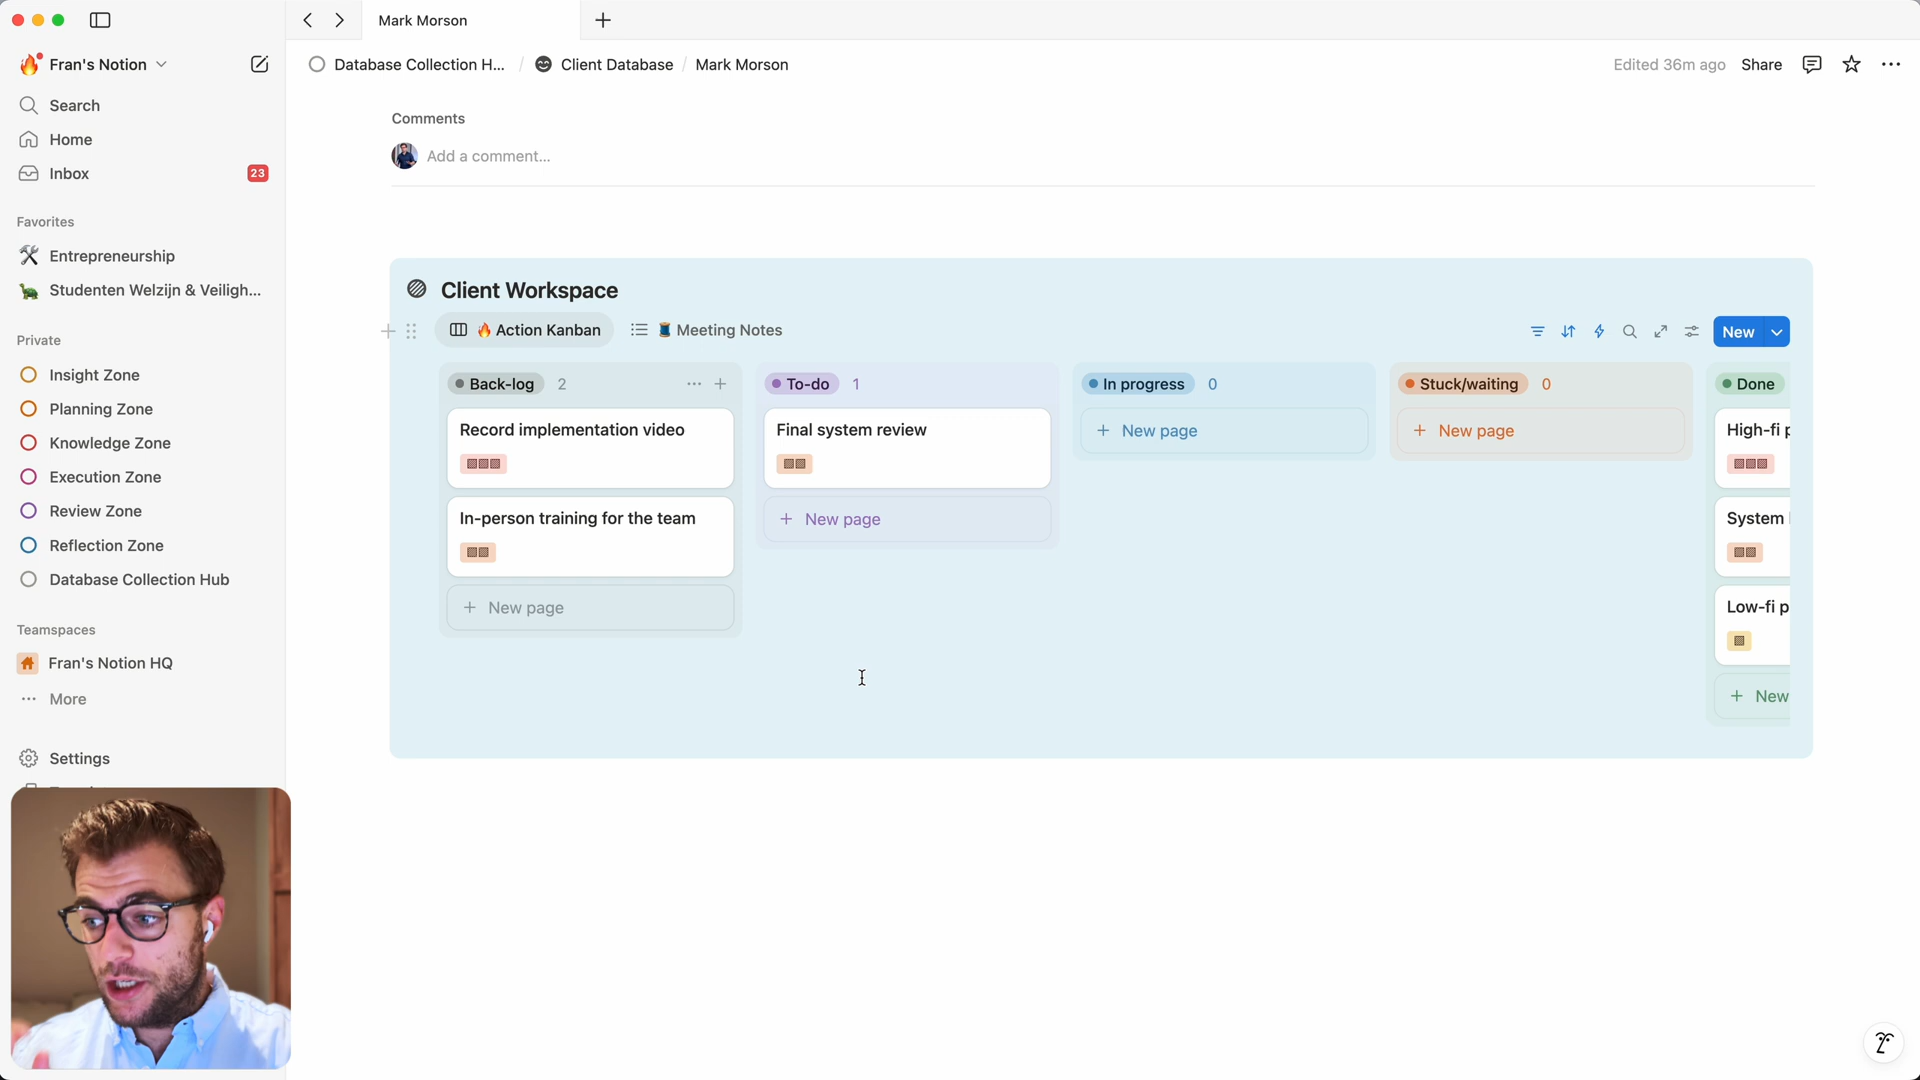 Mark Morson
Fran's Notion
Database Collection H... / Client Database / Mark Morson
Edited 36m ago
Share
Search
Home
Inbox
23
Favorites
Entrepreneurship
Studenten Welzijn & Veiligh...
Private
Insight Zone
Planning Zone
Knowledge Zone
Execution Zone
Review Zone
Reflection Zone
Database Collection Hub
Teamspaces
Fran's Notion HQ
More
Settings
Comments
Add a comment...
Client Workspace
Action Kanban
Meeting Notes
New
Back-log 2
Record implementation video
In-person training for the team
New page
To-do 1
Final system review
New page
In progress 0
New page
Stuck/waiting 0
New page
Done
High-fi p
System
Low-fi p
New